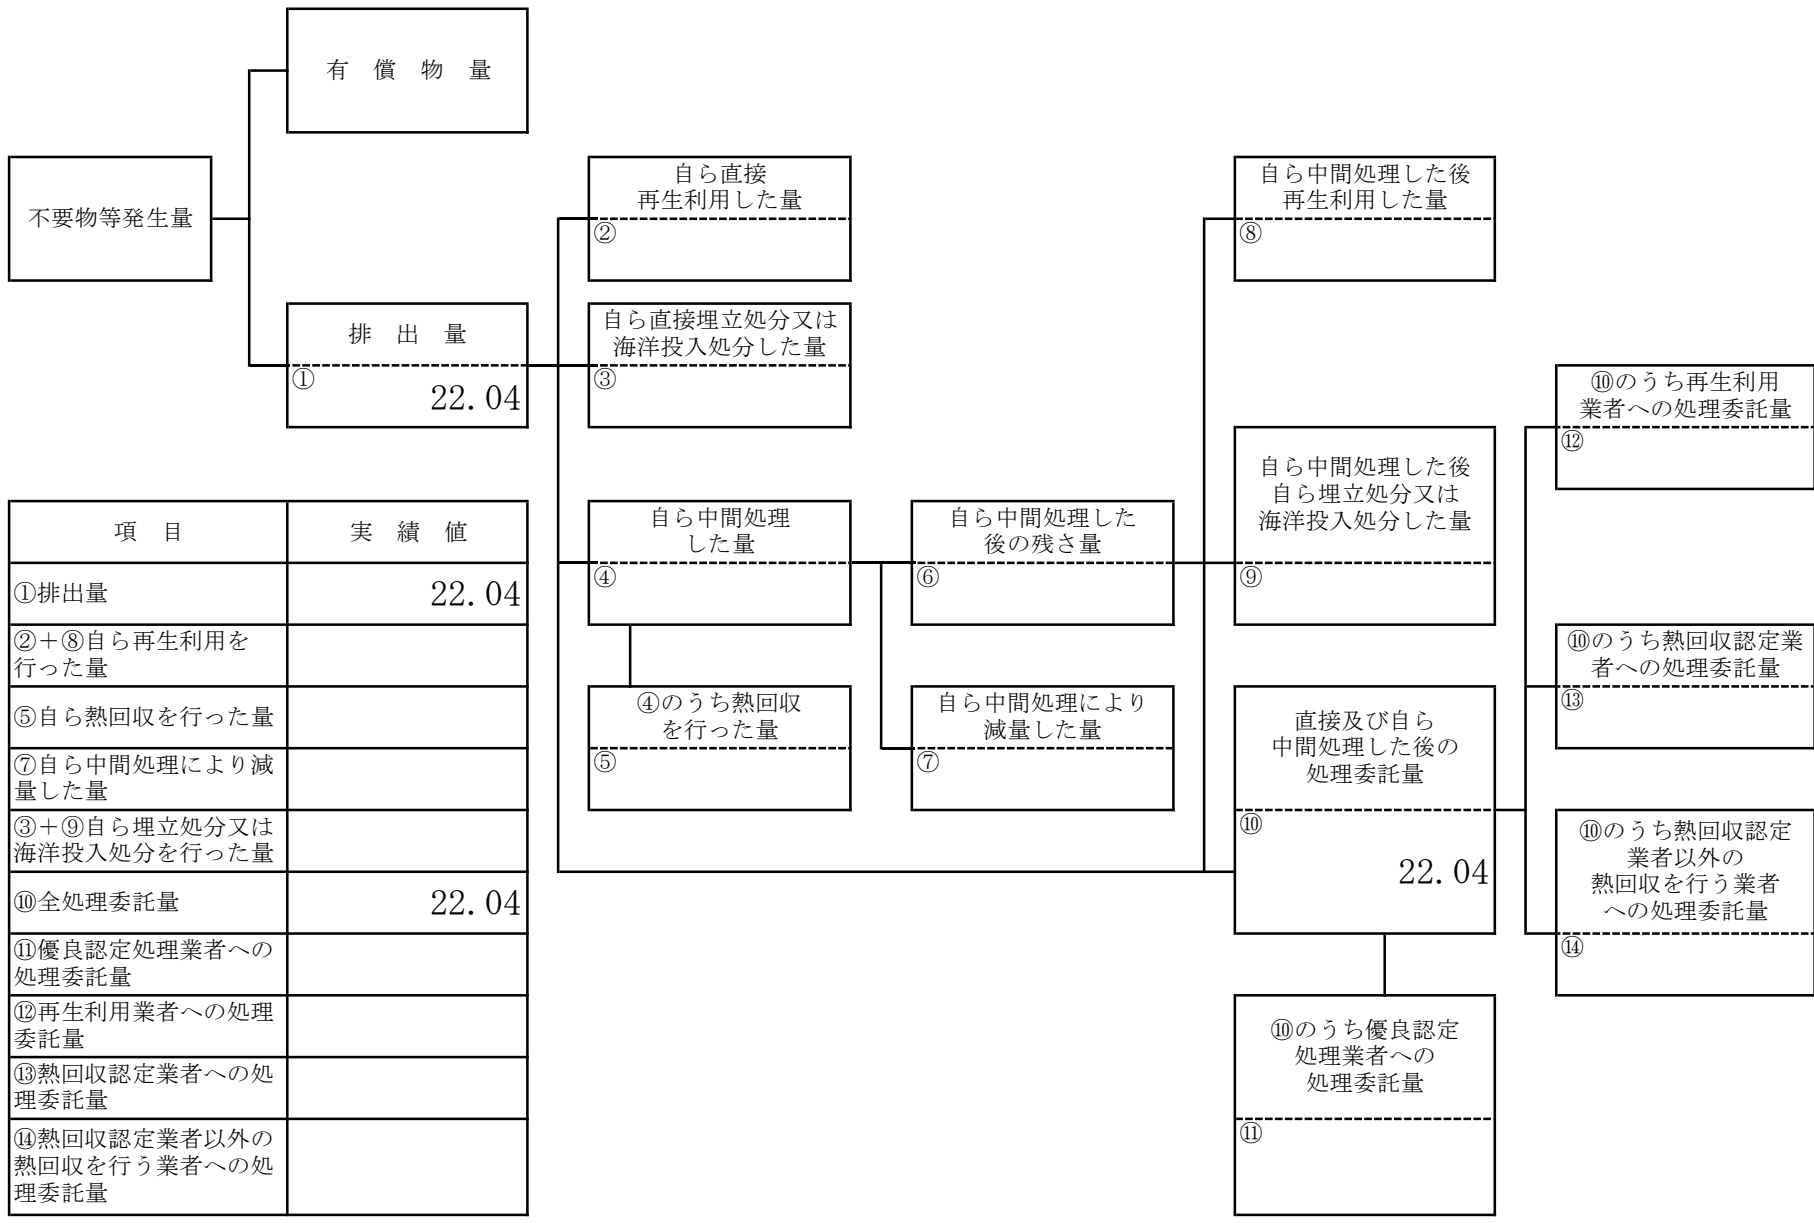 有　償　物　量
不要物等発生量
自ら直接
再生利用した量
②
自ら中間処理した後
再生利用した量
⑧
排　出　量
①
22.04
自ら直接埋立処分又は
海洋投入処分した量
③
⑩のうち再生利用
業者への処理委託量
⑫
自ら中間処理した後
自ら埋立処分又は
海洋投入処分した量
⑨
自ら中間処理
した量
④
自ら中間処理した
後の残さ量
⑥
⑩のうち熱回収認定業
者への処理委託量
⑬
④のうち熱回収
を行った量
⑤
自ら中間処理により
減量した量
⑦
直接及び自ら
中間処理した後の
処理委託量
⑩
22.04
⑩のうち熱回収認定
業者以外の
熱回収を行う業者
への処理委託量
⑭
⑩のうち優良認定
処理業者への
処理委託量
⑪
項　目　実　績　値
①排出量　22.04
②＋⑧自ら再生利用を
行った量
⑤自ら熱回収を行った量
⑦自ら中間処理により減
量した量
③＋⑨自ら埋立処分又は
海洋投入処分を行った量
⑩全処理委託量　22.04
⑪優良認定処理業者への
処理委託量
⑫再生利用業者への処理
委託量
⑬熱回収認定業者への処
理委託量
⑭熱回収認定業者以外の
熱回収を行う業者への処
理委託量